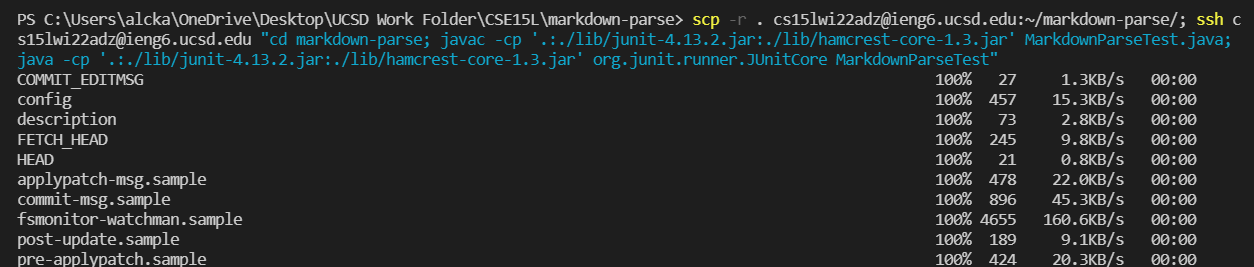 PS C:\Users\alcka\OneDrive\Desktop\UCSD Work Folder\CSE15L\markdown-parse> scp -r . cs15lwi22adz@ieng6.ucsd.edu:~/markdown-parse/; ssh c
s15lwi22adz@ieng6.ucsd.edu "cd markdown-parse; javac -cp '.:./lib/junit-4.13.2.jar:./lib/hamcrest-core-1.3.jar' MarkdownParseTest.java;
java -cp '.:./lib/junit-4.13.2.jar:./lib/hamcrest-core-1.3.jar' org.junit.runner.JUnitCore MarkdownParseTest"
COMMIT_EDITMSG 100% 27 1.3KB/s 00:00
config 100% 457 15.3KB/s 00:00
description 100% 73 2.8KB/s 00:00
FETCH_HEAD 100% 245 9.8KB/s 00:00
HEAD 100% 21 0.8KB/s 00:00
applypatch-msg.sample 100% 478 22.0KB/s 00:00
commit-msg.sample 100% 896 45.3KB/s 00:00
fsmonitor-watchman.sample 100% 4655 160.6KB/s 00:00
post-update.sample 100% 189 9.1KB/s 00:00
pre-applypatch.sample 100% 424 20.3KB/s 00:00